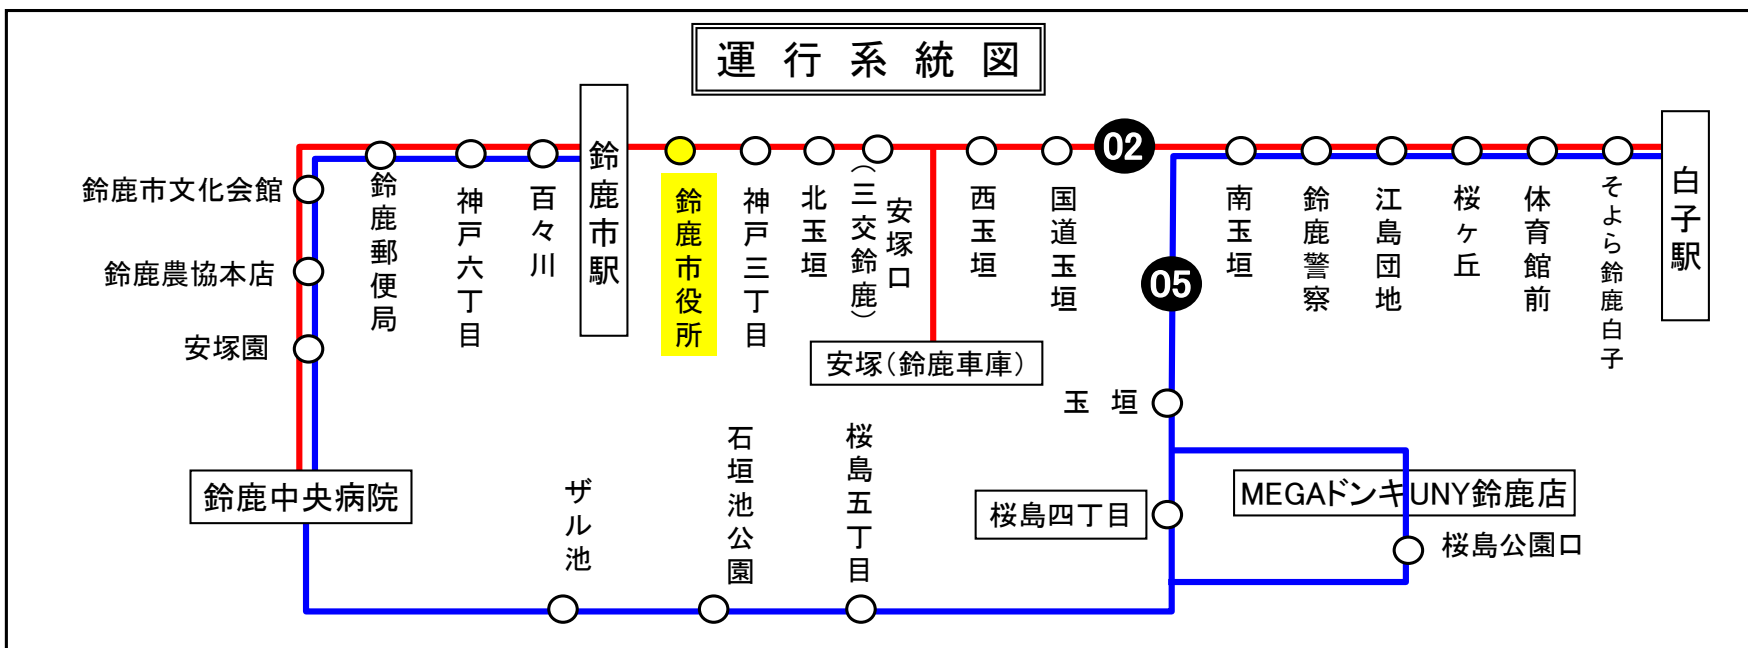 運行系統図
鈴鹿市文化会館
鈴鹿農協本店
安塚園
鈴鹿中央病院
鈴鹿郵便局
神戸六丁目
百々川
鈴鹿市駅
鈴鹿市役所
神戸三丁目
北玉垣
安塚口
(三交鈴鹿)
安塚(鈴鹿車庫)
西玉垣
国道玉垣
02
05
南玉垣
鈴鹿警察
江島団地
桜ヶ丘
体育館前
そよら鈴鹿白子
白子駅
玉垣
桜島四丁目
MEGAドンキUNY鈴鹿店
桜島公園口
ザル池
石垣池公園
桜島五丁目